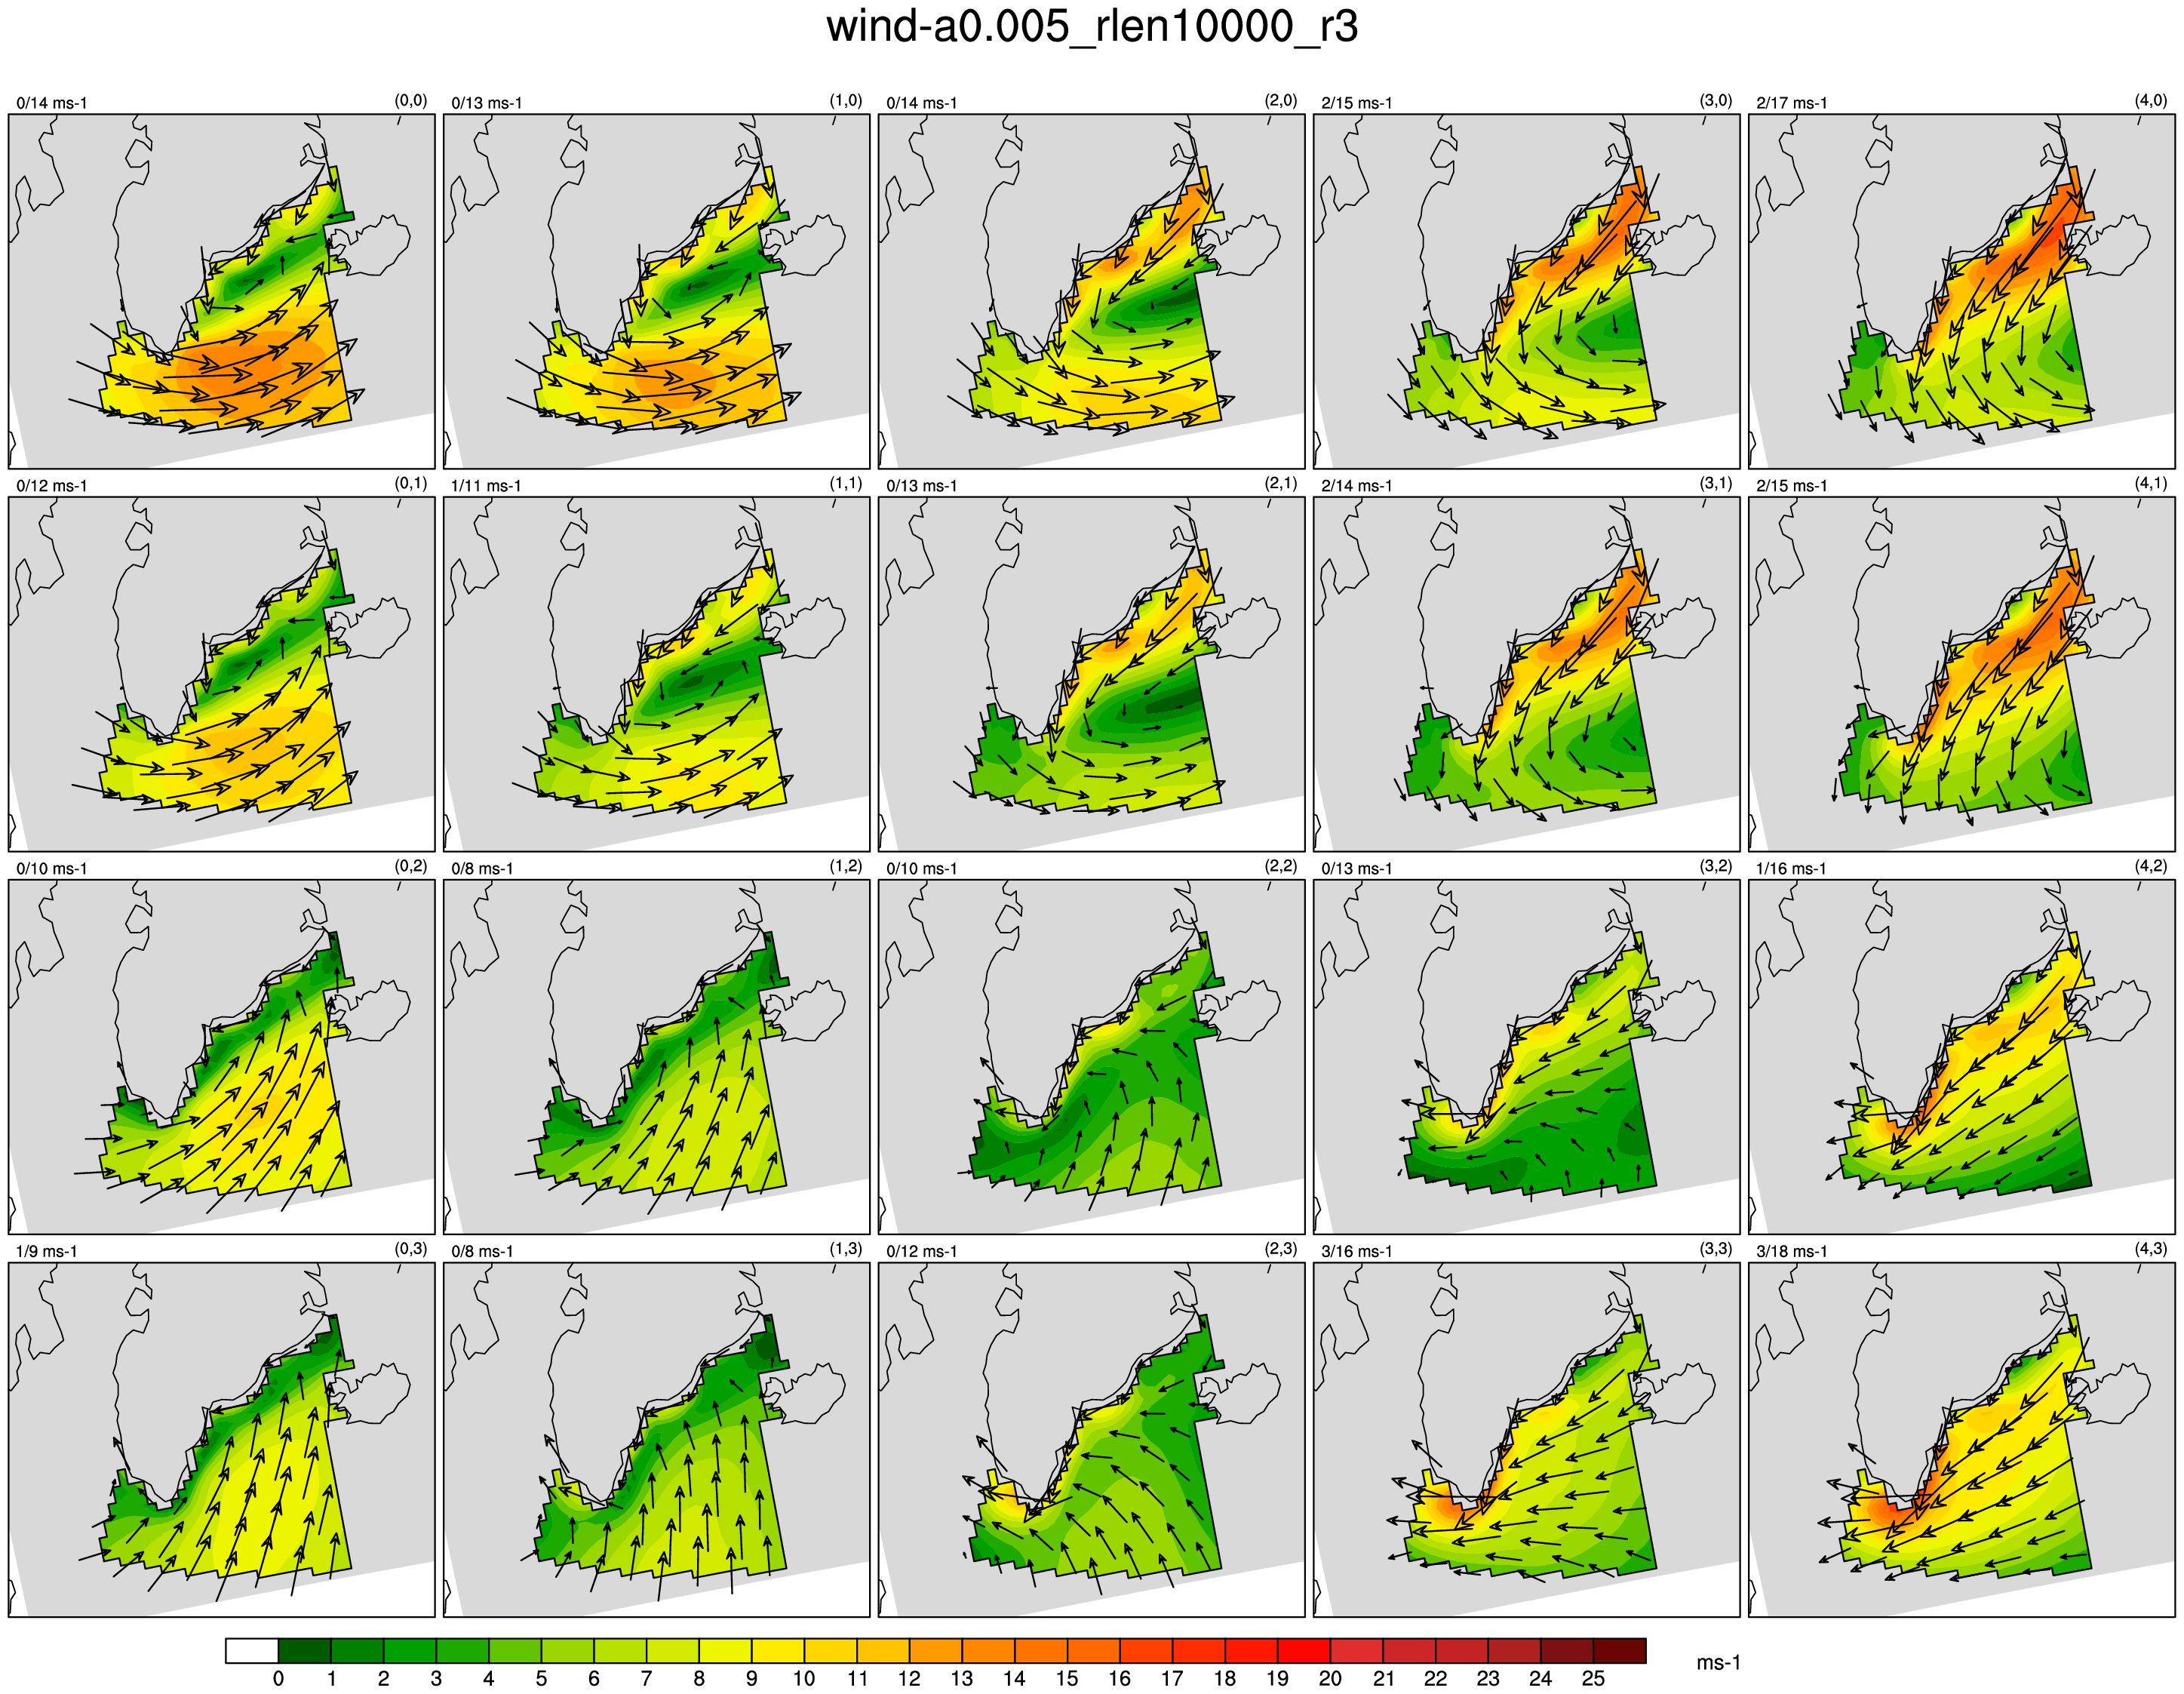 wind-a0.005_rlen10000_r3
0/14 ms-1 (0,0) 0/13 ms-1 (1,0) 0/14 ms-1 (2,0) 2/15 ms-1 (3,0) 2/17 ms-1 (4,0)
0/12 ms-1 (0,1) 1/11 ms-1 (1,1) 0/13 ms-1 (2,1) 2/14 ms-1 (3,1) 2/15 ms-1 (4,1)
0/10 ms-1 (0,2) 0/8 ms-1 (1,2) 0/10 ms-1 (2,2) 0/13 ms-1 (3,2) 1/16 ms-1 (4,2)
1/9 ms-1 (0,3) 0/8 ms-1 (1,3) 0/12 ms-1 (2,3) 3/16 ms-1 (3,3) 3/18 ms-1 (4,3)
0 1 2 3 4 5 6 7 8 9 10 11 12 13 14 15 16 17 18 19 20 21 22 23 24 25 ms-1